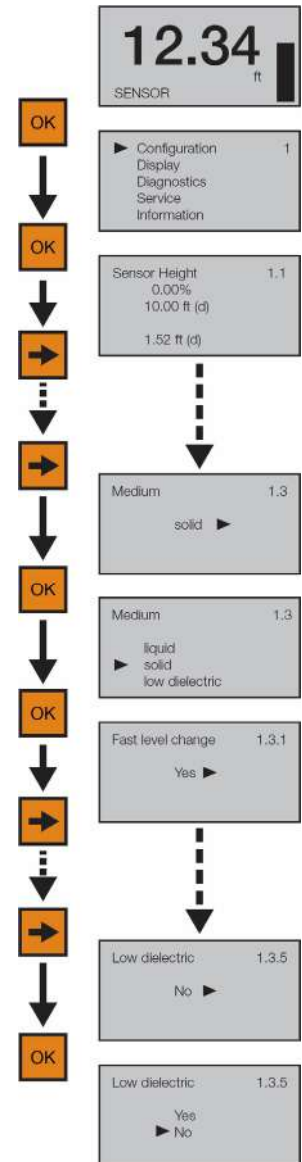 12.34
ft
SENSOR
OK
Configuration 1
Display
Diagnostics
Service
Information
OK
Sensor Height 1.1
0.00%
10.00 ft (d)
1.52 ft (d)
Medium 1.3
solid
OK
Medium 1.3
liquid
solid
low dielectric
OK
Fast level change 1.3.1
Yes
Low dielectric 1.3.5
No
OK
Low dielectric 1.3.5
Yes
No